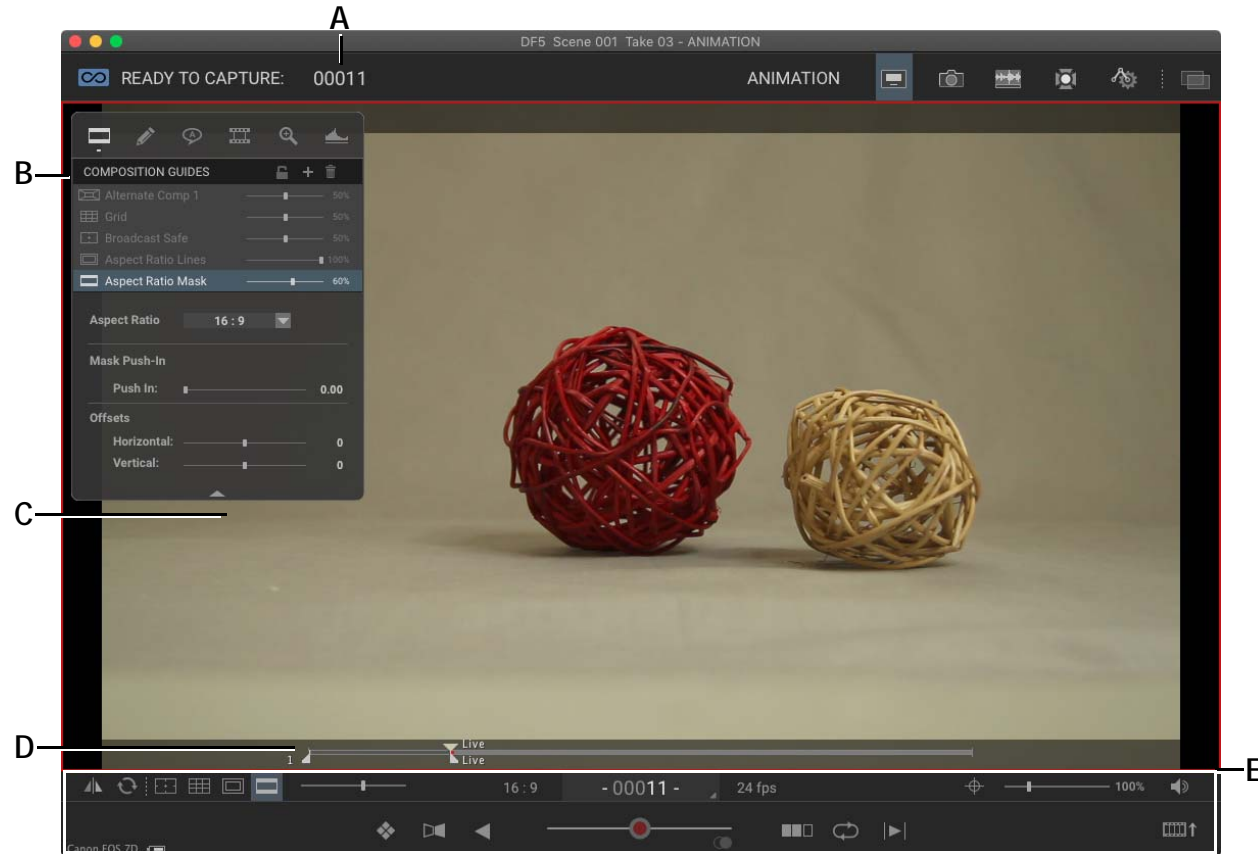 A
DF5 Scene 001 Take 03 - ANIMATION
READY TO CAPTURE: 00011 ANIMATION
B
COMPOSITION GUIDES
Alternate Comp 1 50%
Grid 50%
Broadcast Safe 50%
Aspect Ratio Lines 100%
Aspect Ratio Mask 60%
Aspect Ratio 16 : 9
Mask Push-In
Push In: 0.00
Offsets
Horizontal: 0
Vertical: 0
C
D
Live
1 Live
E
16 : 9 - 00011 - 24 fps 100%
Canon EOS 7D